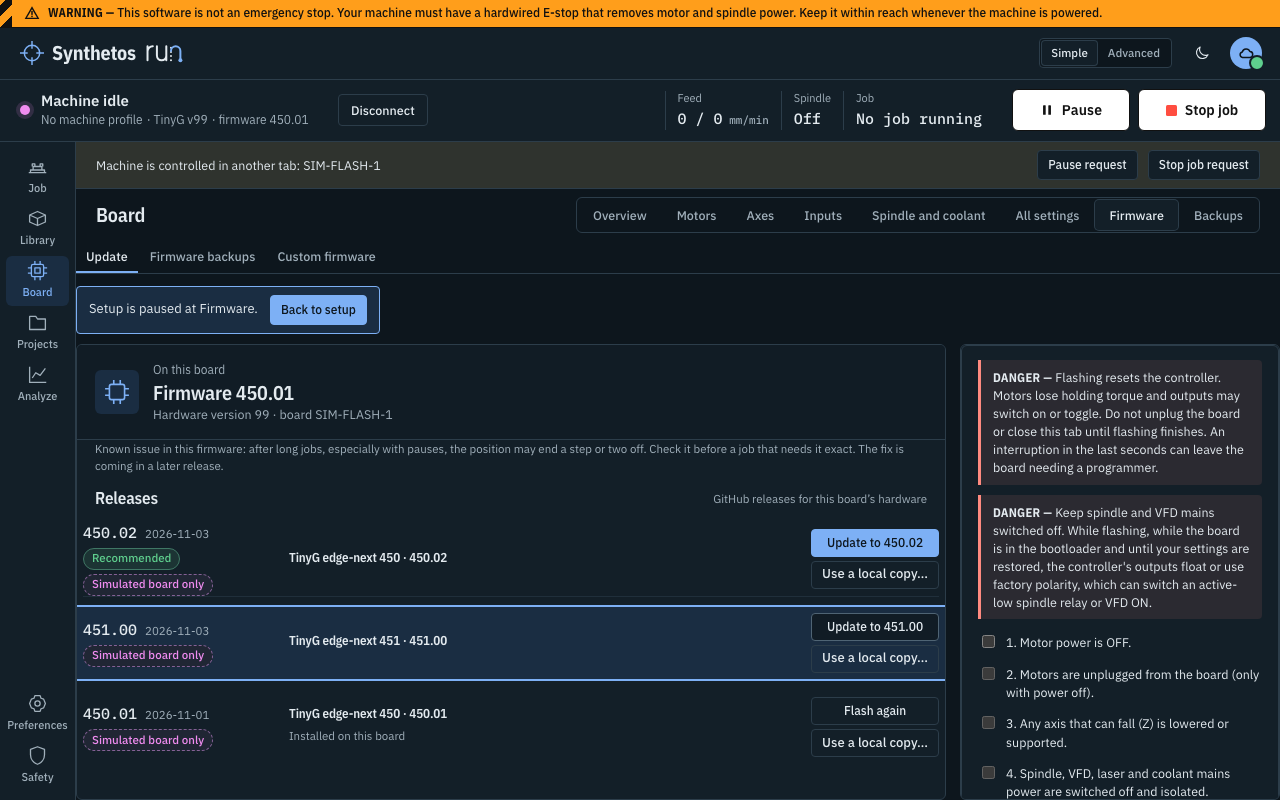 WARNING — This software is not an emergency stop. Your machine must have a hardwired E-stop that removes motor and spindle power. Keep it within reach whenever the machine is powered.
Synthetos run
Simple Advanced
Machine idle
No machine profile · TinyG v99 · firmware 450.01
Disconnect
Feed
0 / 0 mm/min
Spindle
Off
Job
No job running
Pause
Stop job
Machine is controlled in another tab: SIM-FLASH-1
Pause request
Stop job request
Job
Library
Board
Projects
Analyze
Preferences
Safety
Board
Overview Motors Axes Inputs Spindle and coolant All settings Firmware Backups
Update Firmware backups Custom firmware
Setup is paused at Firmware. Back to setup
On this board
Firmware 450.01
Hardware version 99 · board SIM-FLASH-1
Known issue in this firmware: after long jobs, especially with pauses, the position may end a step or two off. Check it before a job that needs it exact. The fix is
coming in a later release.
Releases GitHub releases for this board's hardware
450.02 2026-11-03
Recommended
Simulated board only
TinyG edge-next 450 · 450.02
Update to 450.02
Use a local copy...
451.00 2026-11-03
Simulated board only
TinyG edge-next 451 · 451.00
Update to 451.00
Use a local copy...
450.01 2026-11-01
Simulated board only
TinyG edge-next 450 · 450.01
Installed on this board
Flash again
Use a local copy...
DANGER — Flashing resets the controller.
Motors lose holding torque and outputs may
switch on or toggle. Do not unplug the board
or close this tab until flashing finishes. An
interruption in the last seconds can leave the
board needing a programmer.
DANGER — Keep spindle and VFD mains
switched off. While flashing, while the board
is in the bootloader and until your settings are
restored, the controller's outputs float or use
factory polarity, which can switch an active-
low spindle relay or VFD ON.
1. Motor power is OFF.
2. Motors are unplugged from the board (only
with power off).
3. Any axis that can fall (Z) is lowered or
supported.
4. Spindle, VFD, laser and coolant mains
power are switched off and isolated.